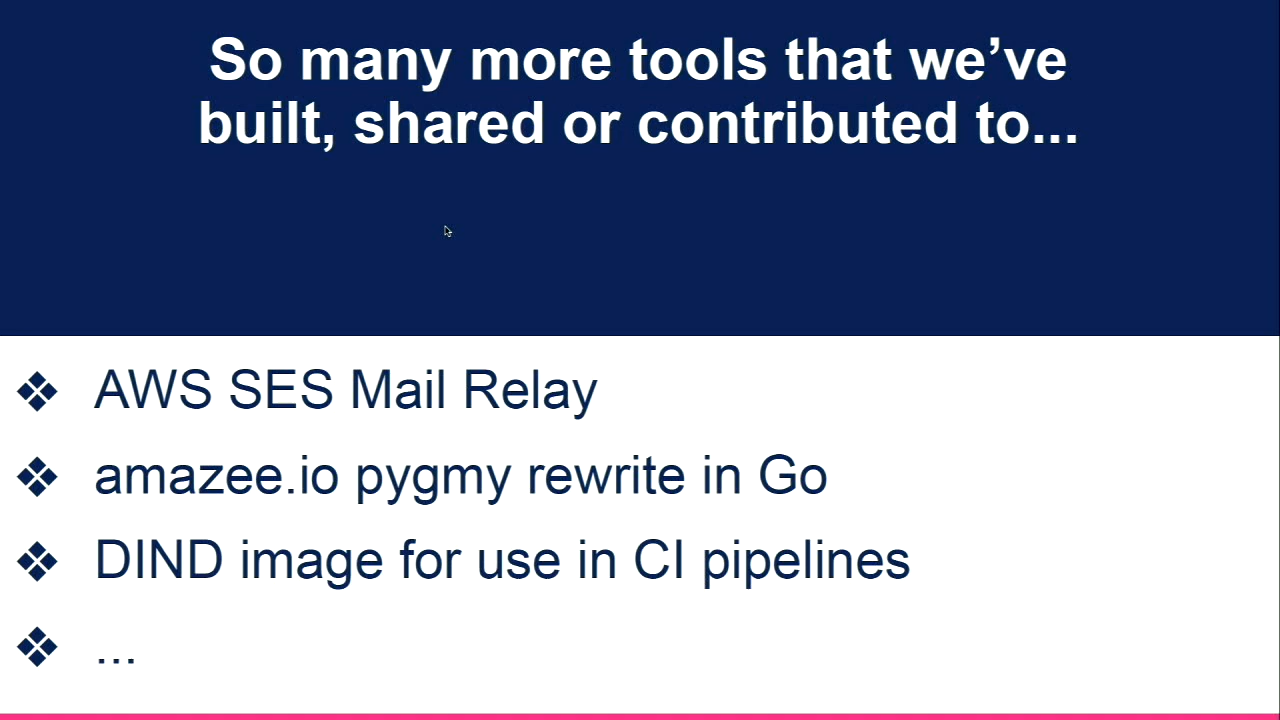 So many more tools that we’ve
built, shared or contributed to...
❖ AWS SES Mail Relay
❖ amazee.io pygmy rewrite in Go
❖ DIND image for use in CI pipelines
❖ ...